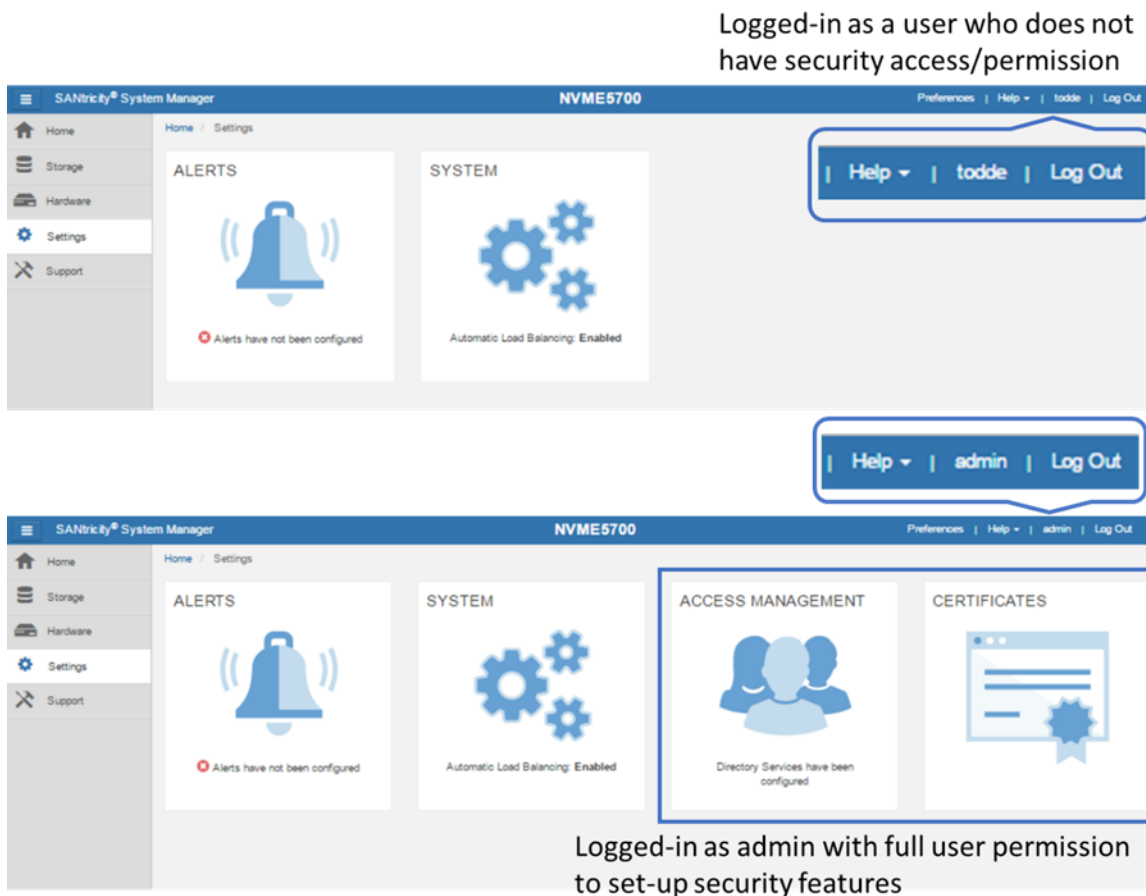 Logged-in as a user who does not
have security access/permission
SANtricity® System Manager NVME5700 Preferences | Help | todde | Log Out
Home
Storage
Hardware
Settings
Support
Home / Settings
ALERTS
Alerts have not been configured
SYSTEM
Automatic Load Balancing: Enabled
| Help | todde | Log Out
| Help | admin | Log Out
SANtricity® System Manager NVME5700 Preferences | Help | admin | Log Out
Home
Storage
Hardware
Settings
Support
Home / Settings
ALERTS
Alerts have not been configured
SYSTEM
Automatic Load Balancing: Enabled
ACCESS MANAGEMENT
Directory Services have been
configured
CERTIFICATES
Logged-in as admin with full user permission
to set-up security features